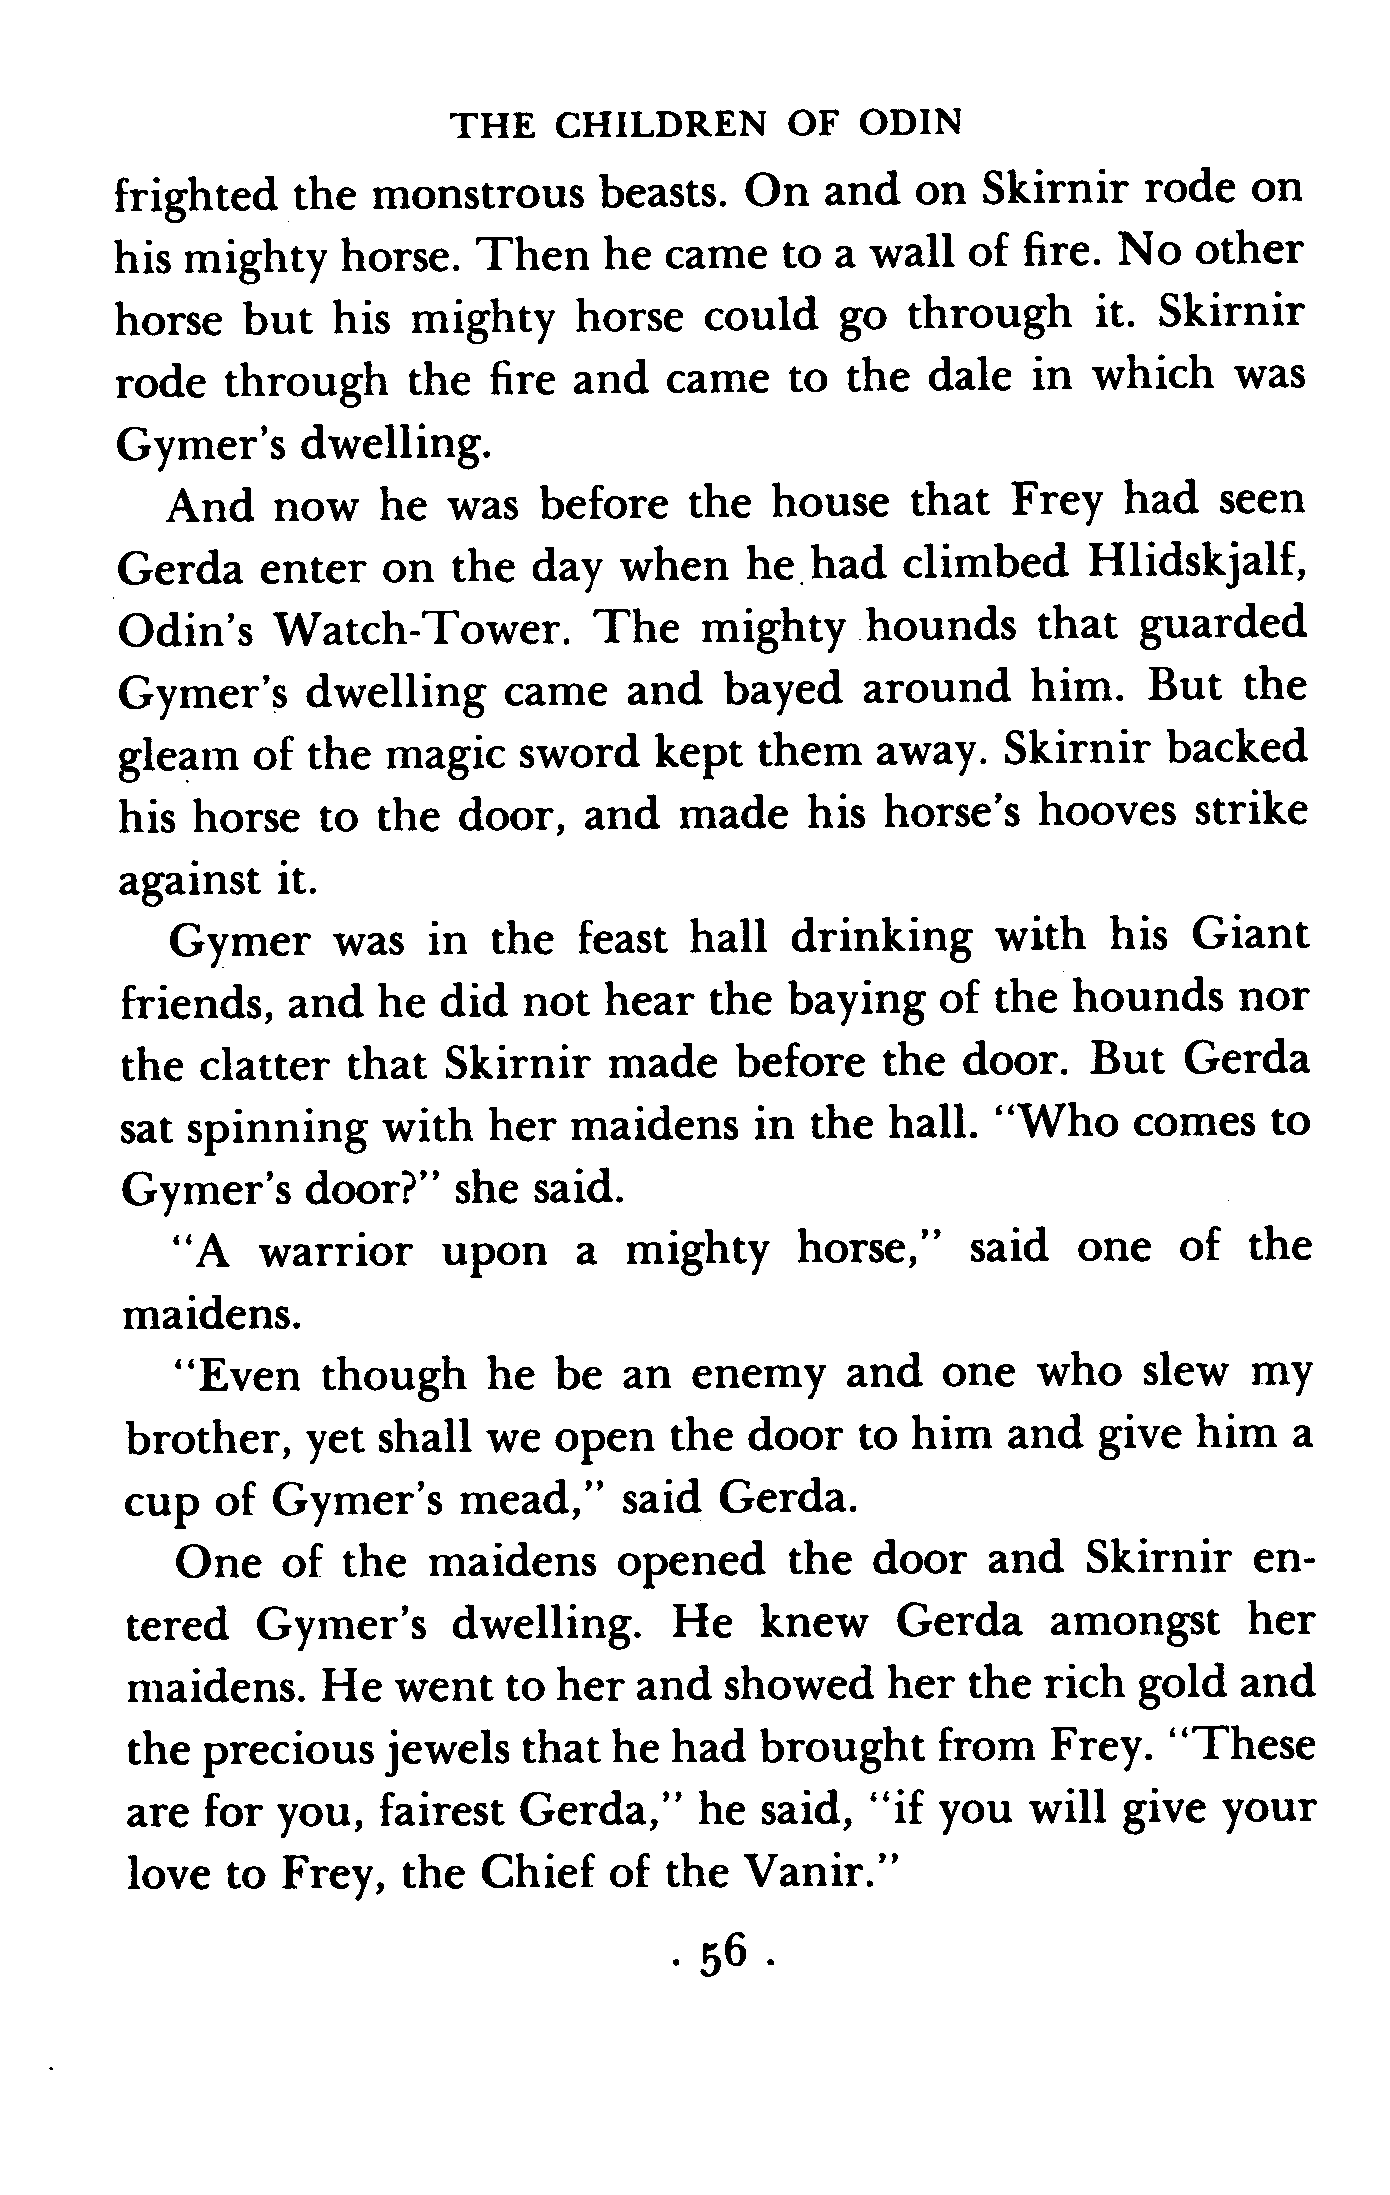 THE CHILDREN OF ODIN
frighted the monstrous beasts. On and on Skirnir rode on
his mighty horse. Then he came to a wall of fire. No other
horse but his mighty horse could go through it. Skirnir
rode through the fire and came to the dale in which was
Gymer's dwelling.
And now he was before the house that Frey had seen
Gerda enter on the day when he had climbed Hlidskjalf,
Odin's Watch-Tower. The mighty hounds that guarded
Gymer's dwelling came and bayed around him. But the
gleam of the magic sword kept them away. Skirnir backed
his horse to the door, and made his horse's hooves strike
against it.
Gymer was in the feast hall drinking with his Giant
friends, and he did not hear the baying of the hounds nor
the clatter that Skirnir made before the door. But Gerda
sat spinning with her maidens in the hall. "Who comes to
Gymer's door?" she said.
"A warrior upon a mighty horse," said one of the
maidens.
"Even though he be an enemy and one who slew my
brother, yet shall we open the door to him and give him a
cup of Gymer's mead," said Gerda.
One of the maidens opened the door and Skirnir en-
tered Gymer's dwelling. He knew Gerda amongst her
maidens. He went to her and showed her the rich gold and
the precious jewels that he had brought from Frey. "These
are for you, fairest Gerda," he said, "if you will give your
love to Frey, the Chief of the Vanir."
· 56 ·